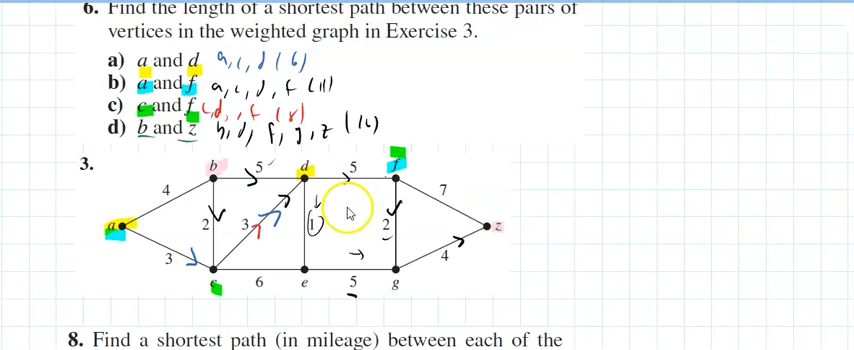 6. Find the length of a shortest path between these pairs of
vertices in the weighted graph in Exercise 3.
a) a and d a, c, d (6)
b) a and f a, c, d, f (11)
c) c and f c, d, f (8)
d) b and z b, d, f, g, z (16)
3.
b 5 d 5 f
4 7
a 2 3 1 2 z
3 4
c 6 e 5 g
8. Find a shortest path (in mileage) between each of the